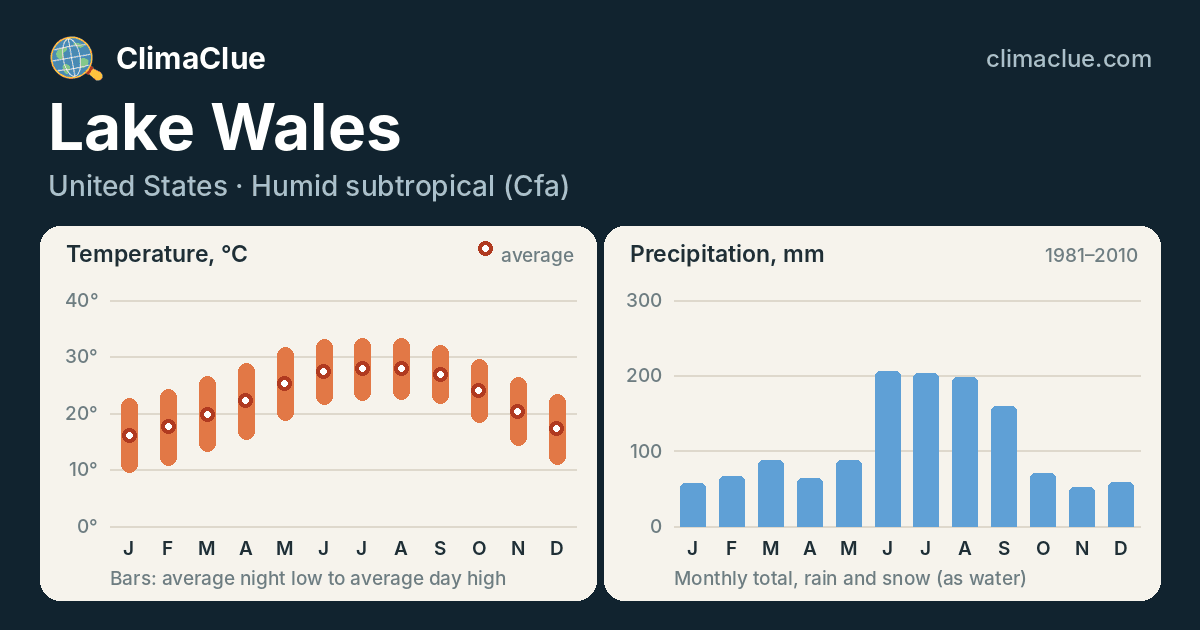 ClimaClue
climaclue.com
Lake Wales
United States · Humid subtropical (Cfa)
Temperature, °C
average
40°
30°
20°
10°
0°
J F M A M J J A S O N D
Bars: average night low to average day high
Precipitation, mm
1981–2010
300
200
100
0
J F M A M J J A S O N D
Monthly total, rain and snow (as water)